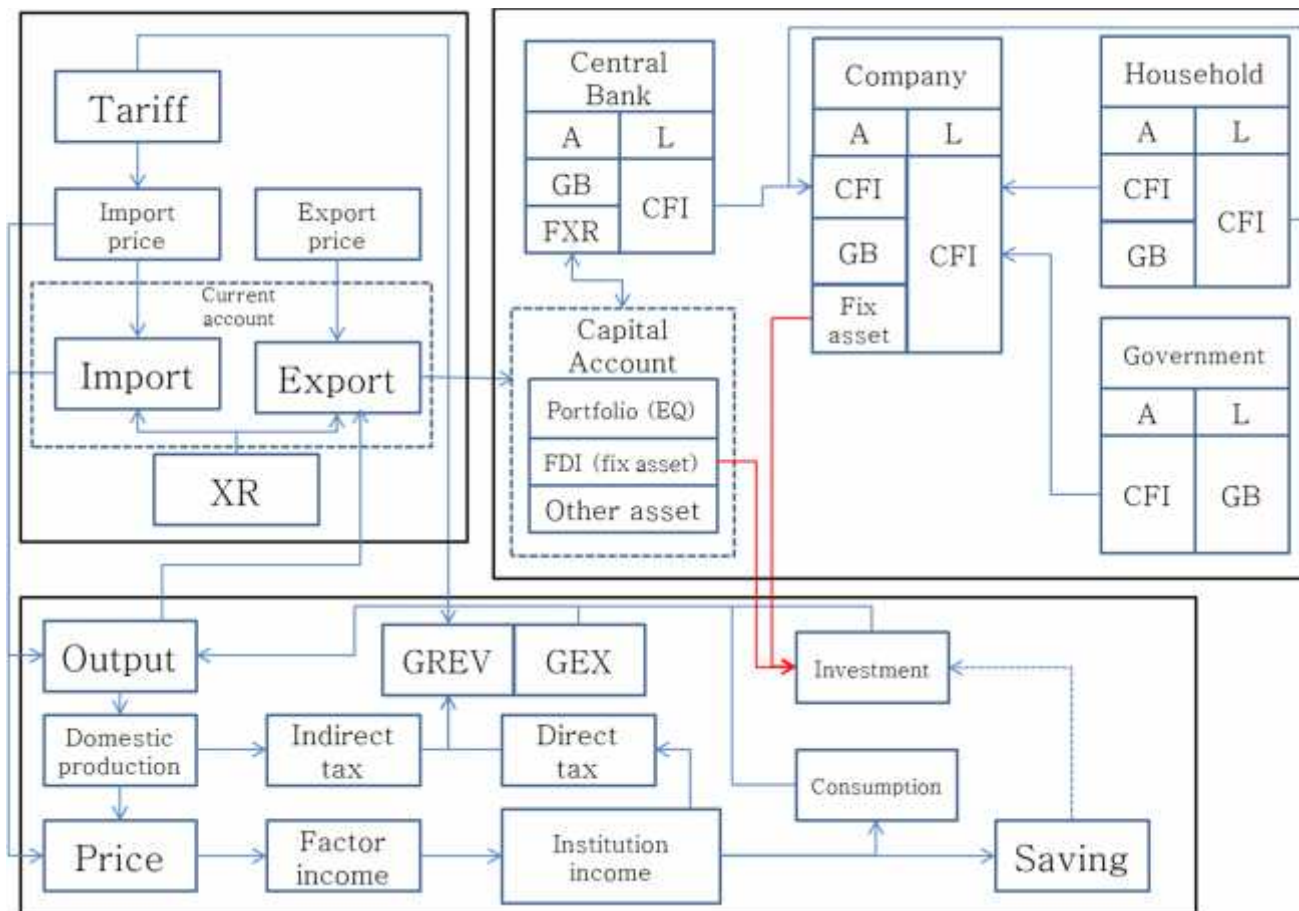 Tariff
Import
price
Export
price
Current
account
Import
Export
XR
Central
Bank
A
L
GB
CFI
FXR
Capital
Account
Portfolio (EQ)
FDI (fix asset)
Other asset
Company
A
L
CFI
GB
CFI
Fix
asset
Household
A
L
CFI
CFI
GB
Government
A
L
CFI
GB
Output
GREV
GEX
Investment
Domestic
production
Indirect
tax
Direct
tax
Consumption
Price
Factor
income
Institution
income
Saving